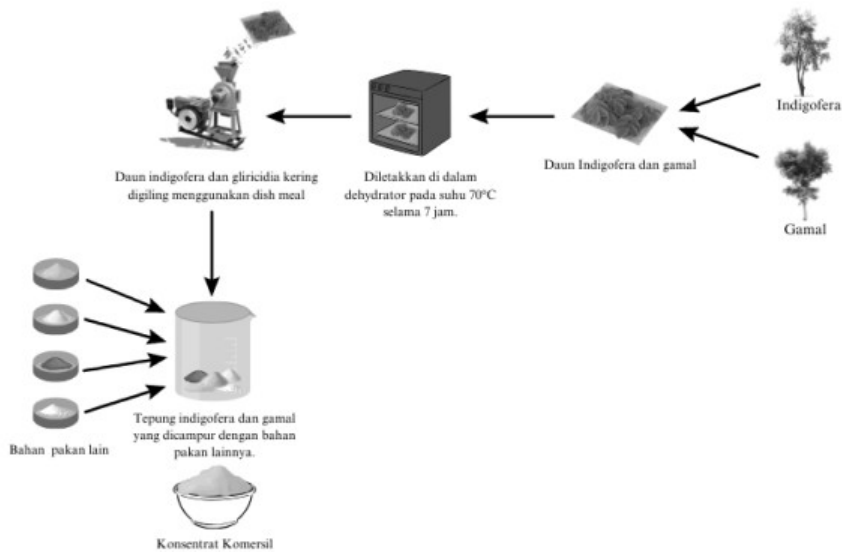 Indigofera
Gamal
Daun Indigofera dan gamal
Diletakkan di dalam
dehydrator pada suhu 70°C
selama 7 jam.
Daun indigofera dan gliricidia kering
digiling menggunakan dish meal
Bahan pakan lain
Tepung indigofera dan gamal
yang dicampur dengan bahan
pakan lainnya.
Konsentrat Komersil